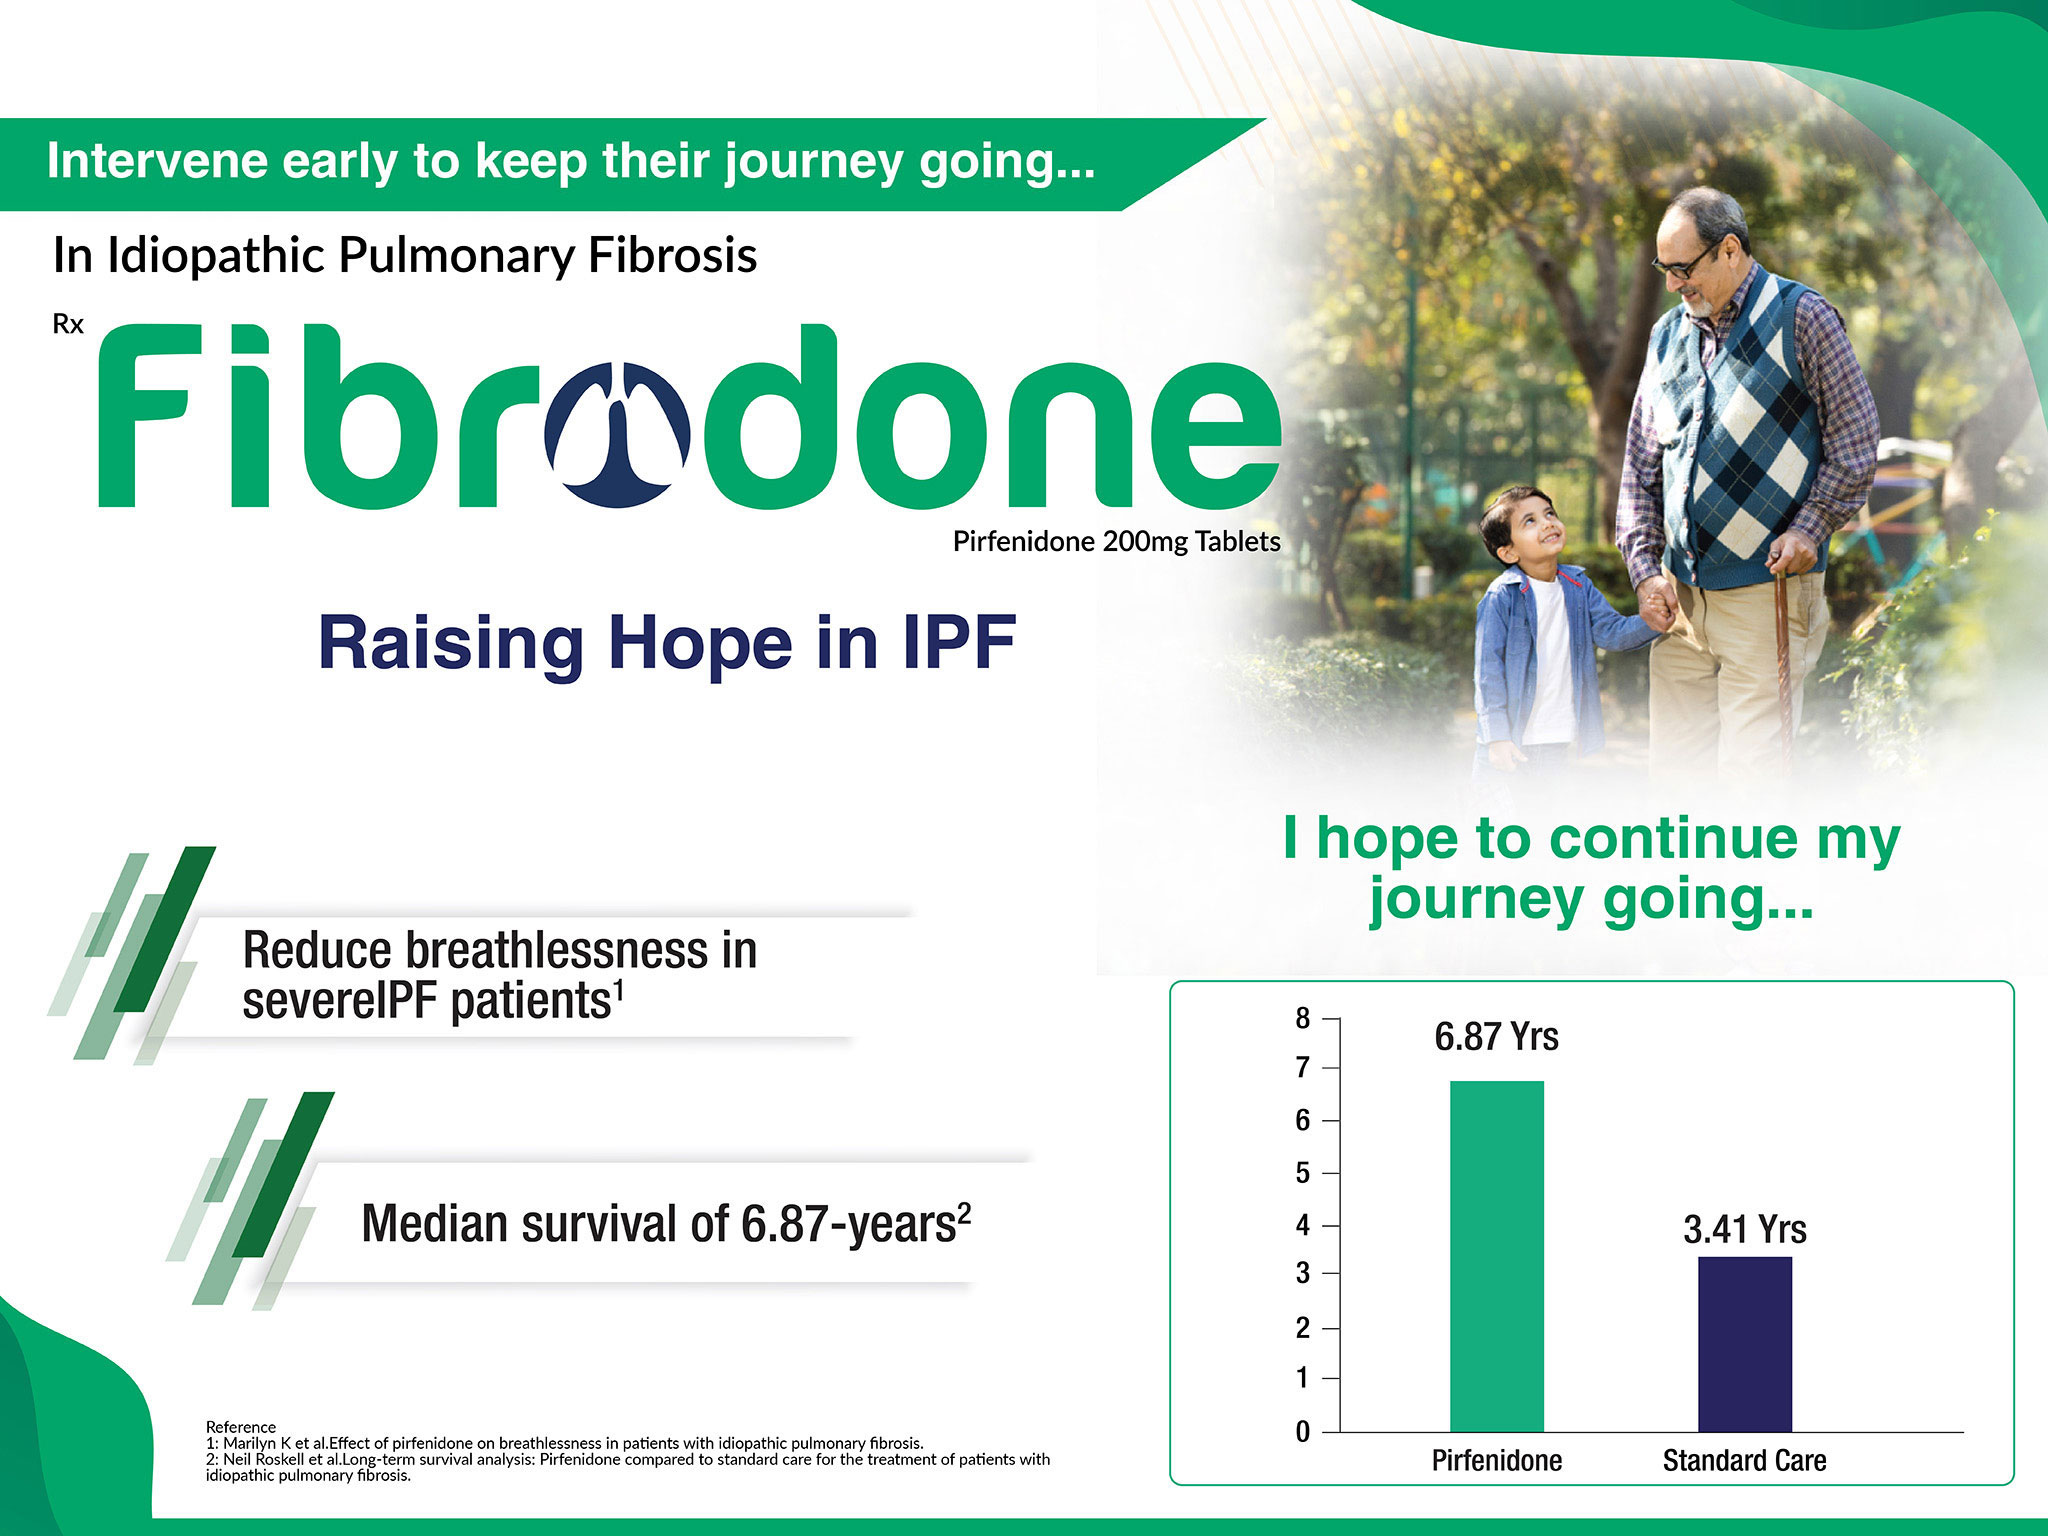 Intervene early to keep their journey going...
In Idiopathic Pulmonary Fibrosis
Rx
Fibrodone
Pirfenidone 200mg Tablets
Raising Hope in IPF
I hope to continue my
journey going...
Reduce breathlessness in
severeIPF patients¹
Median survival of 6.87-years²
8
7
6
5
4
3
2
1
0
6.87 Yrs
3.41 Yrs
Pirfenidone
Standard Care
Reference
1: Marilyn K et al.Effect of pirfenidone on breathlessness in patients with idiopathic pulmonary fibrosis.
2: Neil Roskell et al.Long-term survival analysis: Pirfenidone compared to standard care for the treatment of patients with
idiopathic pulmonary fibrosis.